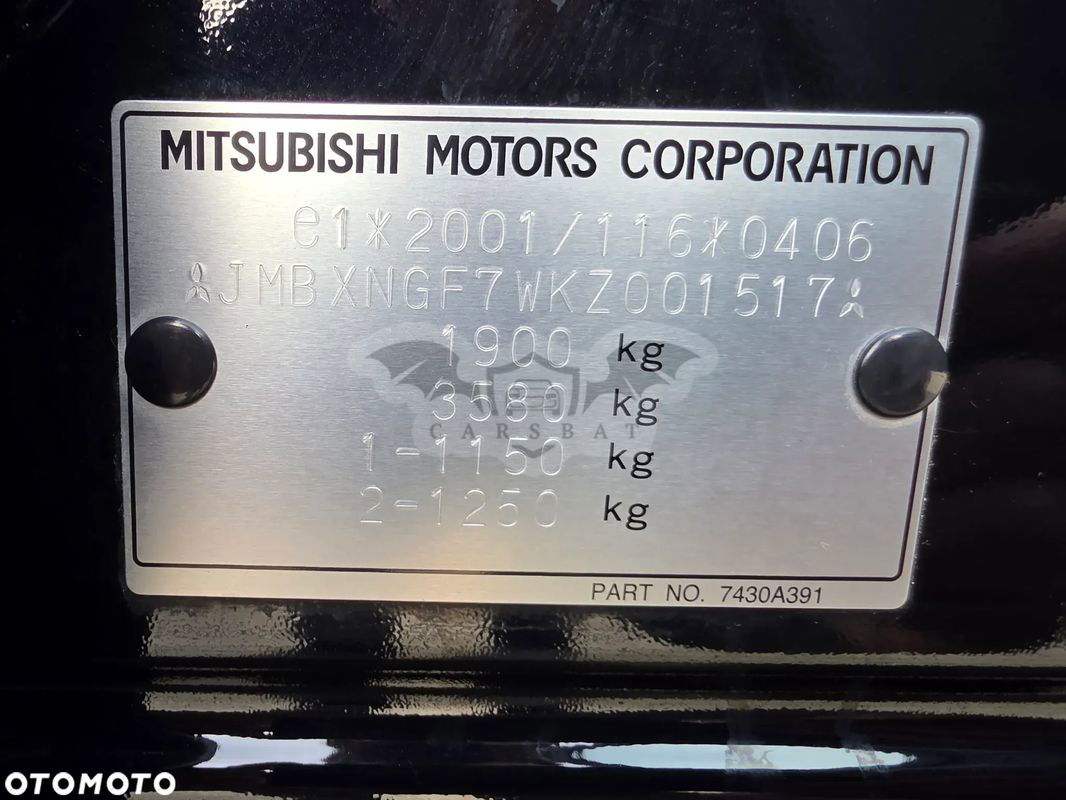 MITSUBISHI MOTORS CORPORATION
e1*2001/116*0406
JMBXNGF7WKZ001517
1900 kg
3580 kg
CARSBAT
1-1150 kg
2-1250 kg
PART NO. 7430A391
OTOMOTO